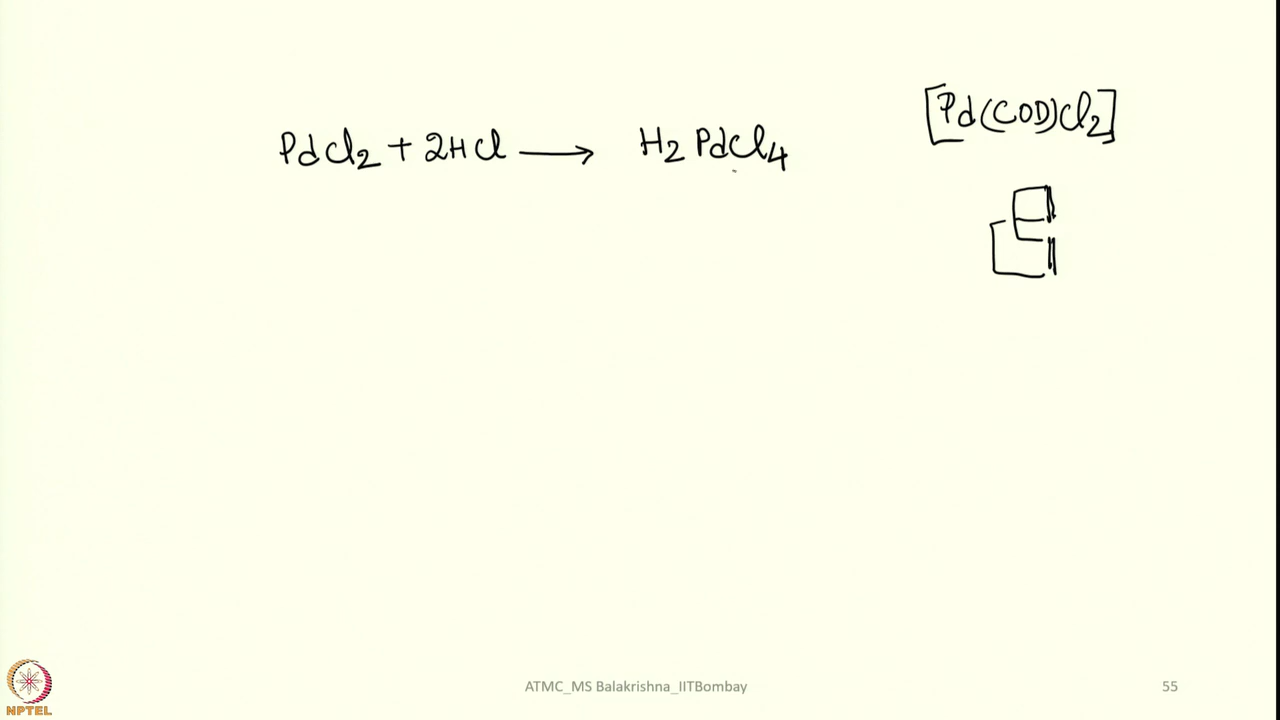 [Pd(COD)Cl2]
PdCl2 + 2HCl ⟶ H2PdCl4
NPTEL
ATMC_MS Balakrishna_IITBombay
55